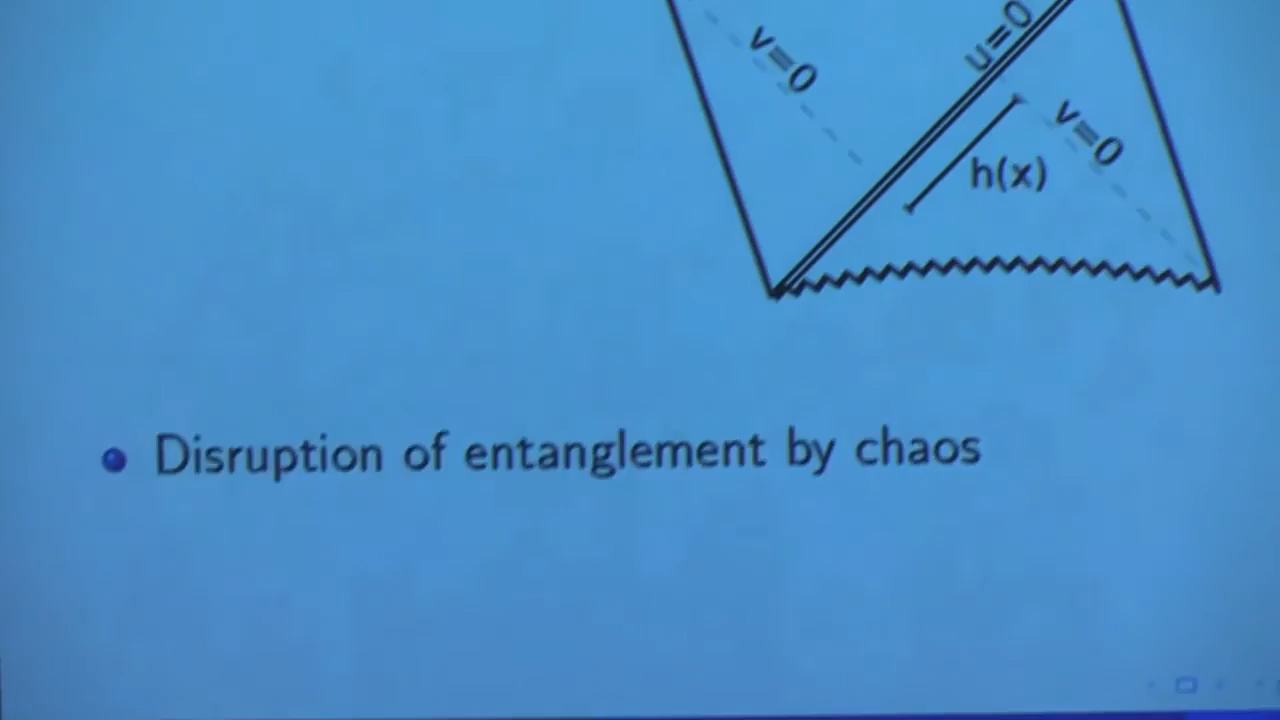 v=0
u=0
v=0
h(x)
Disruption of entanglement by chaos